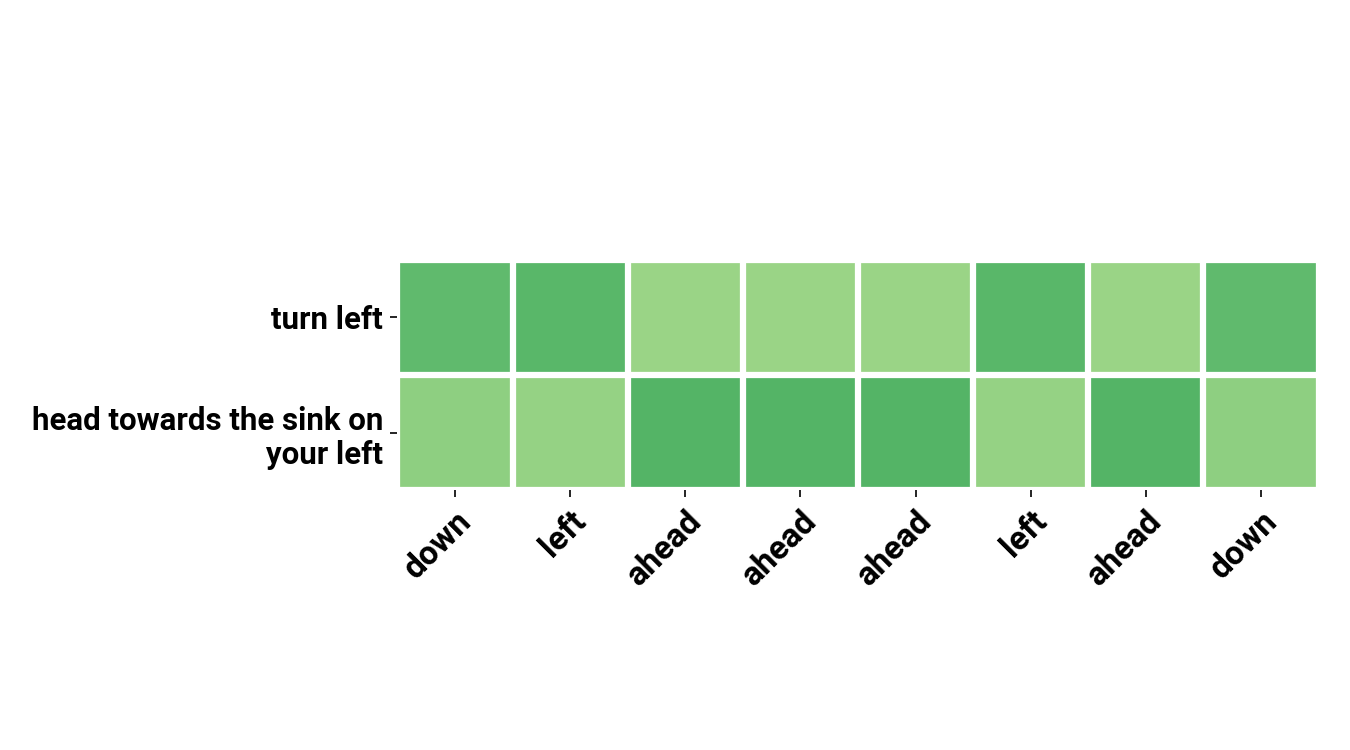 turn left
head towards the sink on
your left
down
left
ahead
ahead
ahead
left
ahead
down